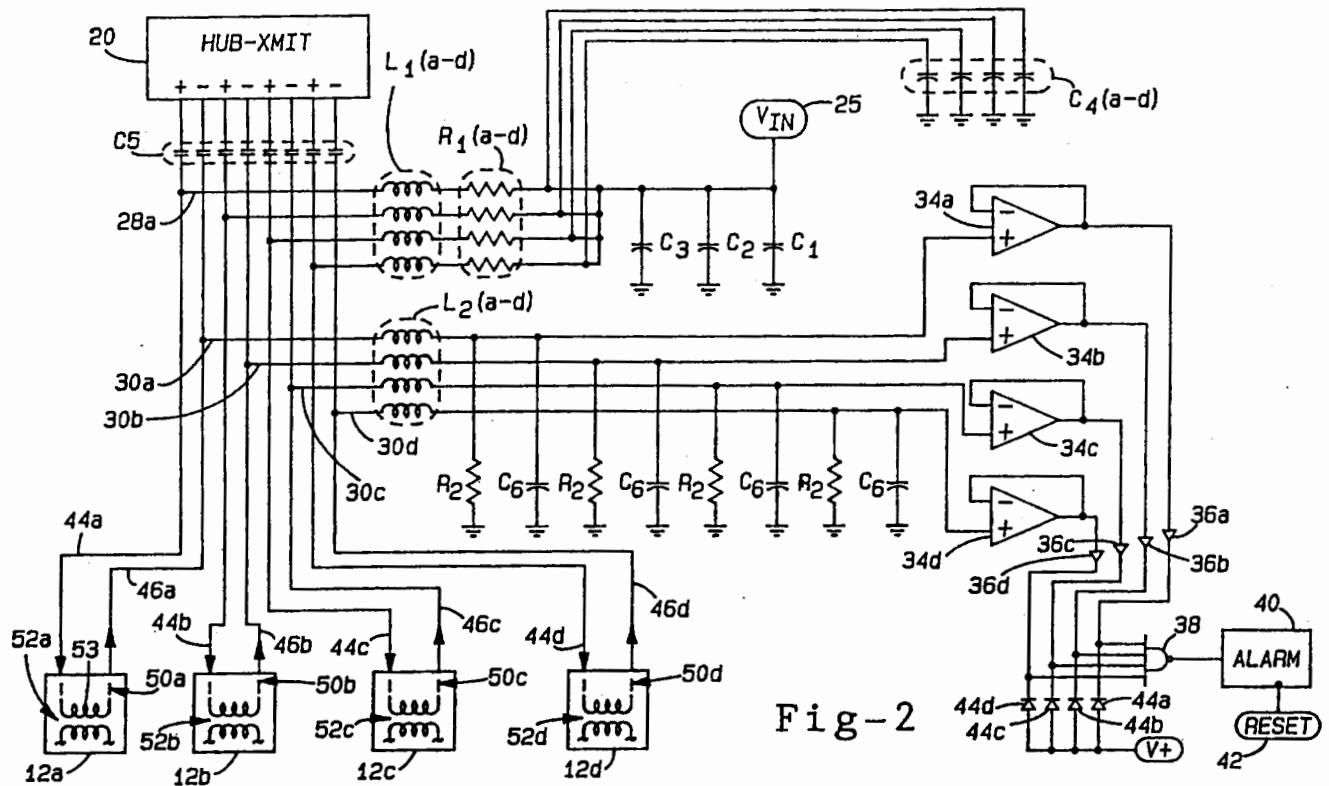 20
HUB-XMIT
+ - + - + - + -
C5
L1(a-d)
R1(a-d)
C4(a-d)
VIN
25
28a
C3
C2
C1
34a
- +
L2(a-d)
30a
30b
30c
30d
34b
- +
34c
- +
34d
- +
R2
C6
R2
C6
R2
C6
R2
C6
36a
36b
36c
36d
44a
46a
44b
46b
44c
46c
44d
46d
52a
53
50a
52b
50b
52c
50c
52d
50d
12a
12b
12c
12d
Fig-2
38
40
ALARM
44d
44c
44a
44b
V+
RESET
42